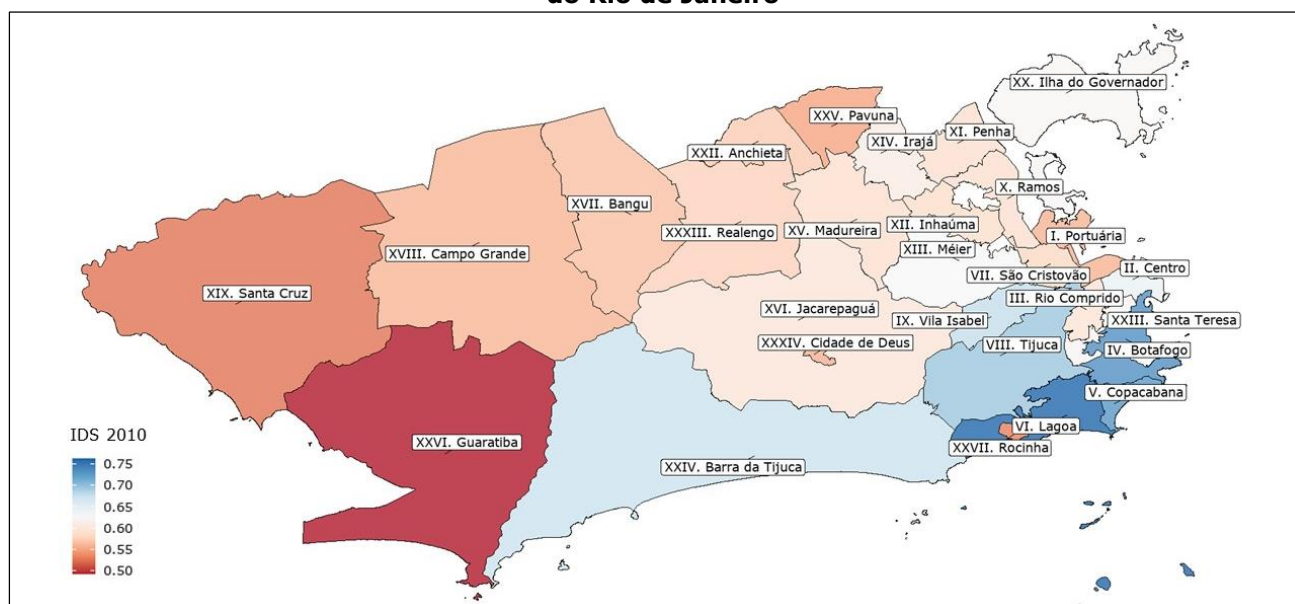 do Rio de Janeiro
XX. Ilha do Governador
XXV. Pavuna
XI. Penha
XIV. Irajá
XXII. Anchieta
X. Ramos
XVII. Bangu
XII. Inhaúma
XXXIII. Realengo
XV. Madureira
I. Portuária
XIII. Méier
XVIII. Campo Grande
VII. São Cristovão
II. Centro
XIX. Santa Cruz
III. Rio Comprido
XVI. Jacarepaguá
IX. Vila Isabel
XXIII. Santa Teresa
XXXIV. Cidade de Deus
VIII. Tijuca
IV. Botafogo
V. Copacabana
VI. Lagoa
XXVI. Guaratiba
XXVII. Rocinha
XXIV. Barra da Tijuca
IDS 2010
0.75
0.70
0.65
0.60
0.55
0.50